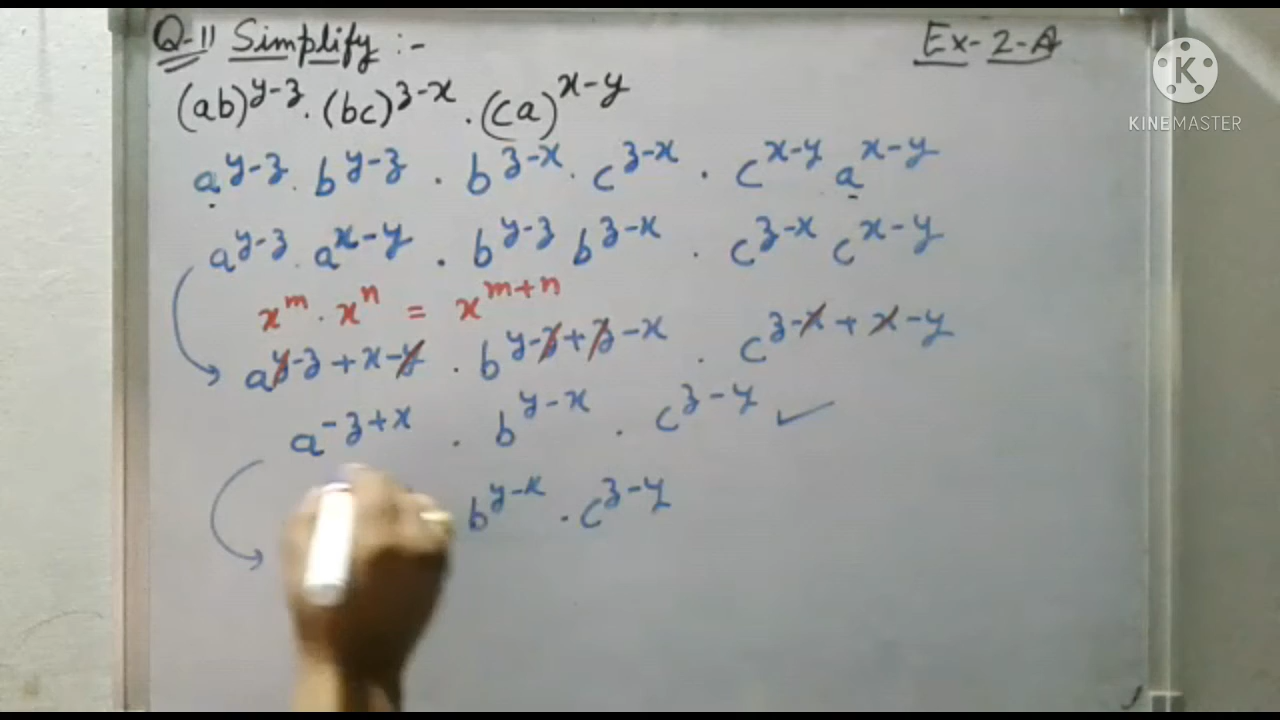 Q-11 Simplify :-
Ex-2-A
K
KINEMASTER
(ab)^{y-z} . (bc)^{z-x} . (ca)^{x-y}
a^{y-z} . b^{y-z} . b^{z-x} . c^{z-x} . c^{x-y} a^{x-y}
a^{y-z} . a^{x-y} . b^{y-z} b^{z-x} . c^{z-x} c^{x-y}
x^m . x^n = x^{m+n}
a^{y-z+x-y} . b^{y-z+z-x} . c^{z-x+x-y}
a^{-z+x} . b^{y-x} . c^{z-y} ✓
b^{y-x} . c^{z-y}